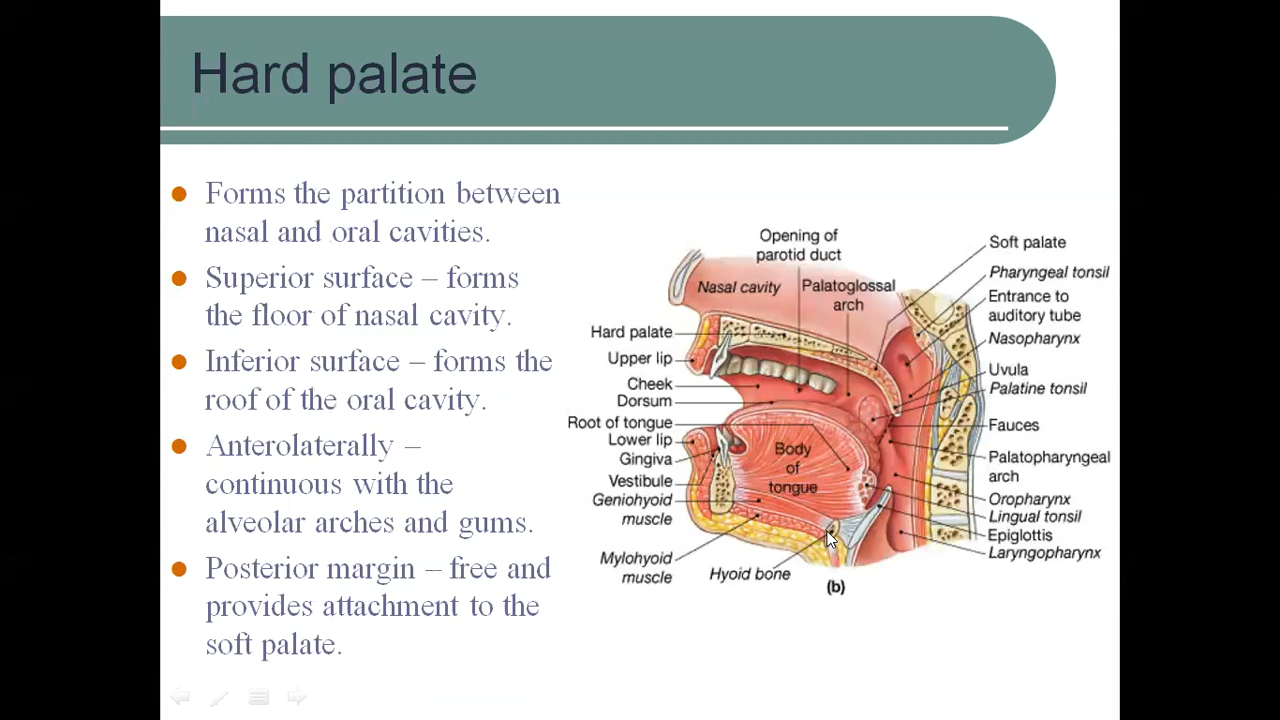 Hard palate
Forms the partition between
nasal and oral cavities.
Superior surface – forms
the floor of nasal cavity.
Inferior surface – forms the
roof of the oral cavity.
Anterolaterally –
continuous with the
alveolar arches and gums.
Posterior margin – free and
provides attachment to the
soft palate.
Opening of
parotid duct
Nasal cavity
Palatoglossal
arch
Hard palate
Upper lip
Cheek
Dorsum
Root of tongue
Lower lip
Gingiva
Vestibule
Geniohyoid
muscle
Mylohyoid
muscle
Hyoid bone
Body
of
tongue
Soft palate
Pharyngeal tonsil
Entrance to
auditory tube
Nasopharynx
Uvula
Palatine tonsil
Fauces
Palatopharyngeal
arch
Oropharynx
Lingual tonsil
Epiglottis
Laryngopharynx
(b)